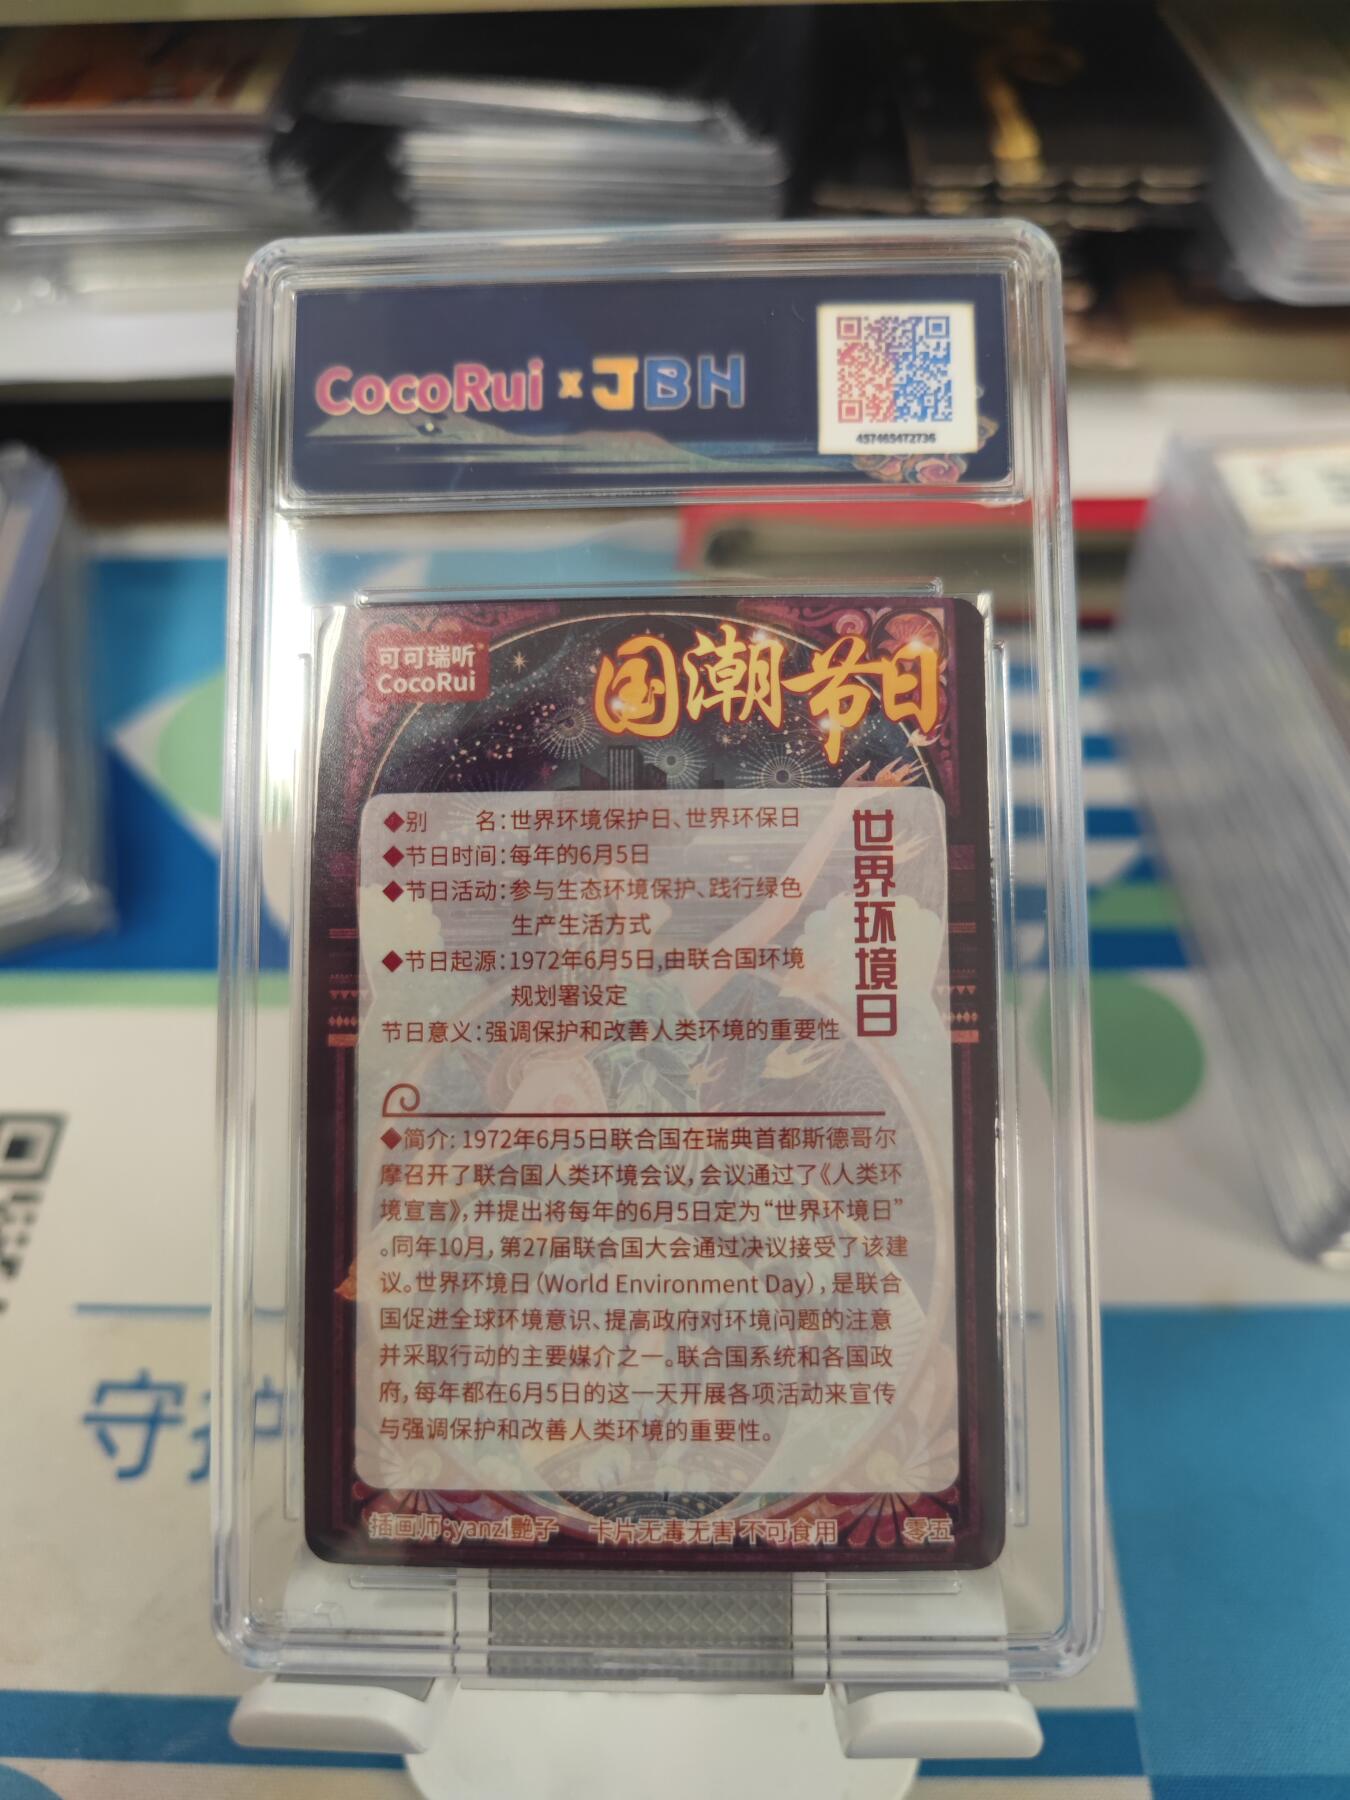 CocoRui x JBH
457465472736
可可瑞听
CocoRui
国潮节日
世界环境日
◆别 名:世界环境保护日、世界环保日
◆节日时间:每年的6月5日
◆节日活动:参与生态环境保护、践行绿色
生产生活方式
◆节日起源:1972年6月5日,由联合国环境
规划署设定
节日意义:强调保护和改善人类环境的重要性
◆简介:1972年6月5日联合国在瑞典首都斯德哥尔
摩召开了联合国人类环境会议,会议通过了《人类环
境宣言》,并提出将每年的6月5日定为“世界环境日”
。同年10月,第27届联合国大会通过决议接受了该建
议。世界环境日(World Environment Day),是联合
国促进全球环境意识、提高政府对环境问题的注意
并采取行动的主要媒介之一。联合国系统和各国政
府,每年都在6月5日的这一天开展各项活动来宣传
与强调保护和改善人类环境的重要性。
插画师:yanzi艷子 卡片无毒无害 不可食用 零五
守护